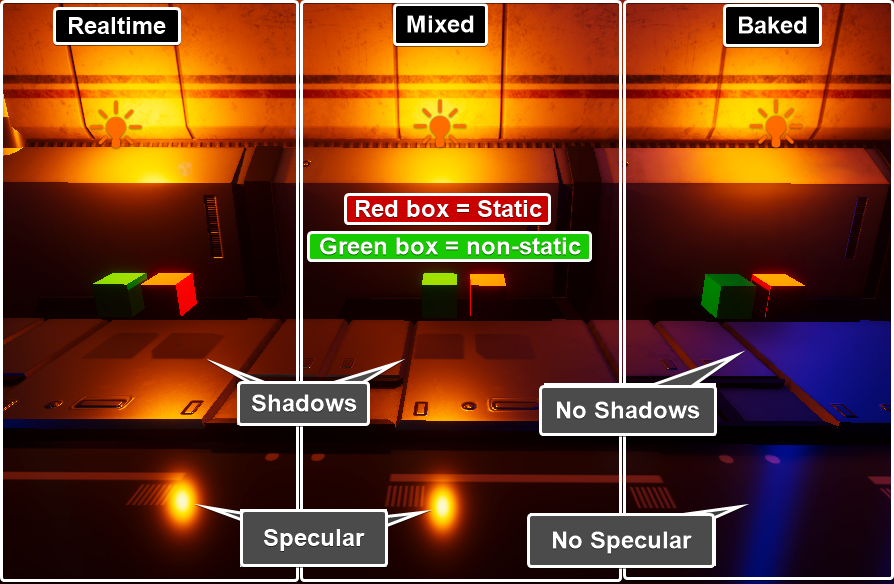 Realtime
Mixed
Baked
Red box = Static
Green box = non-static
Shadows
No Shadows
Specular
No Specular